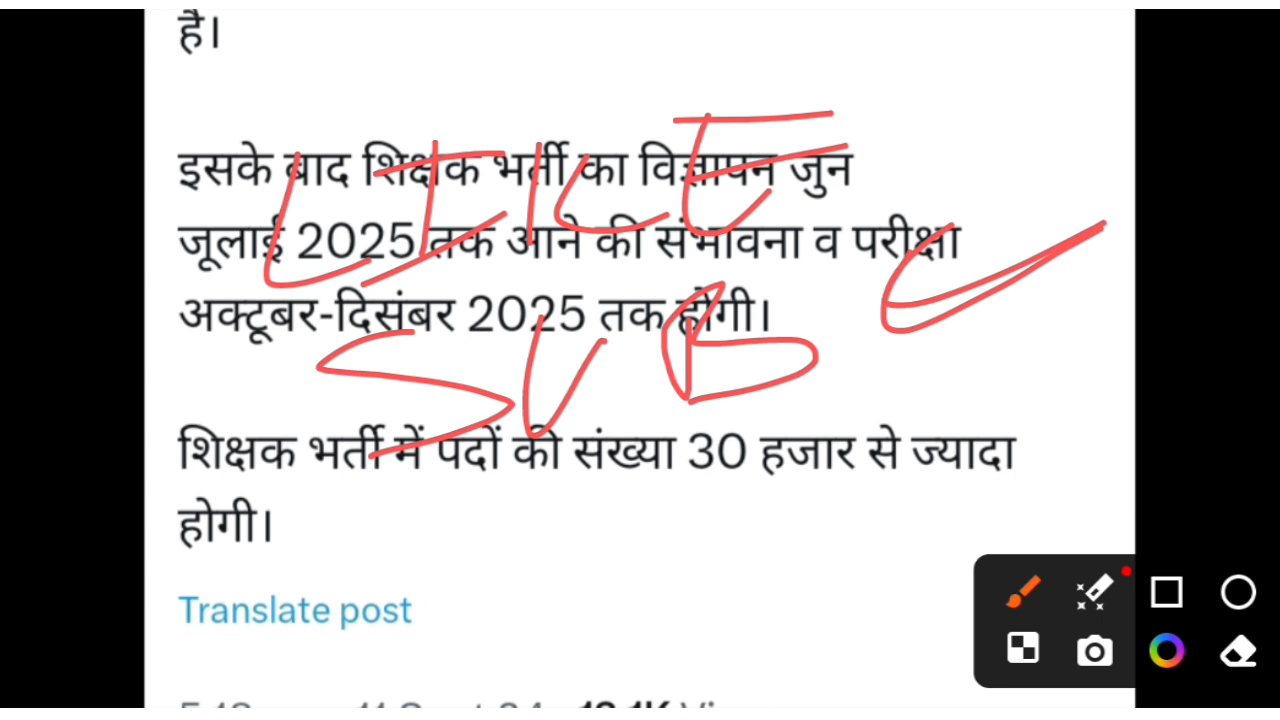 है।
इसके बाद शिक्षक भर्ती का विज्ञापन जुन
जूलाई 2025 तक आने की संभावना व परीक्षा
अक्टूबर-दिसंबर 2025 तक होगी।
शिक्षक भर्ती में पदों की संख्या 30 हजार से ज्यादा
होगी।
LIKE
SUB
Translate post